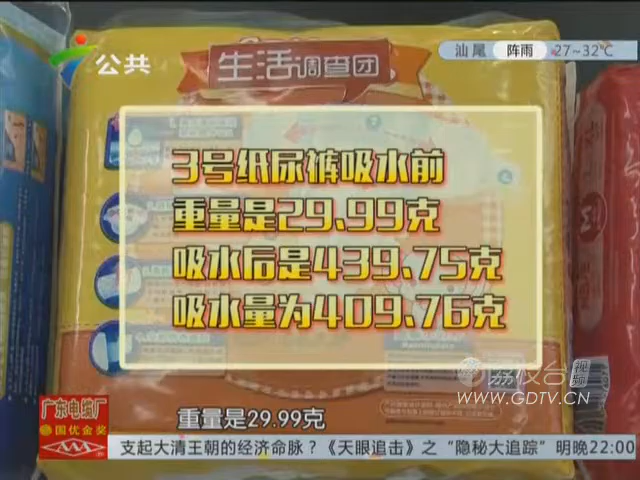 公共
生活调查团
汕尾 阵雨 27~32℃
3号纸尿裤吸水前
重量是29、99克
吸水后是439、75克
吸水量为409、76克
荔枝台 视频
www.GDTV.CN
重量是29.99克
广东电缆厂
国优金奖
支起大清王朝的经济命脉？《天眼追击》之“隐秘大追踪”明晚22:00